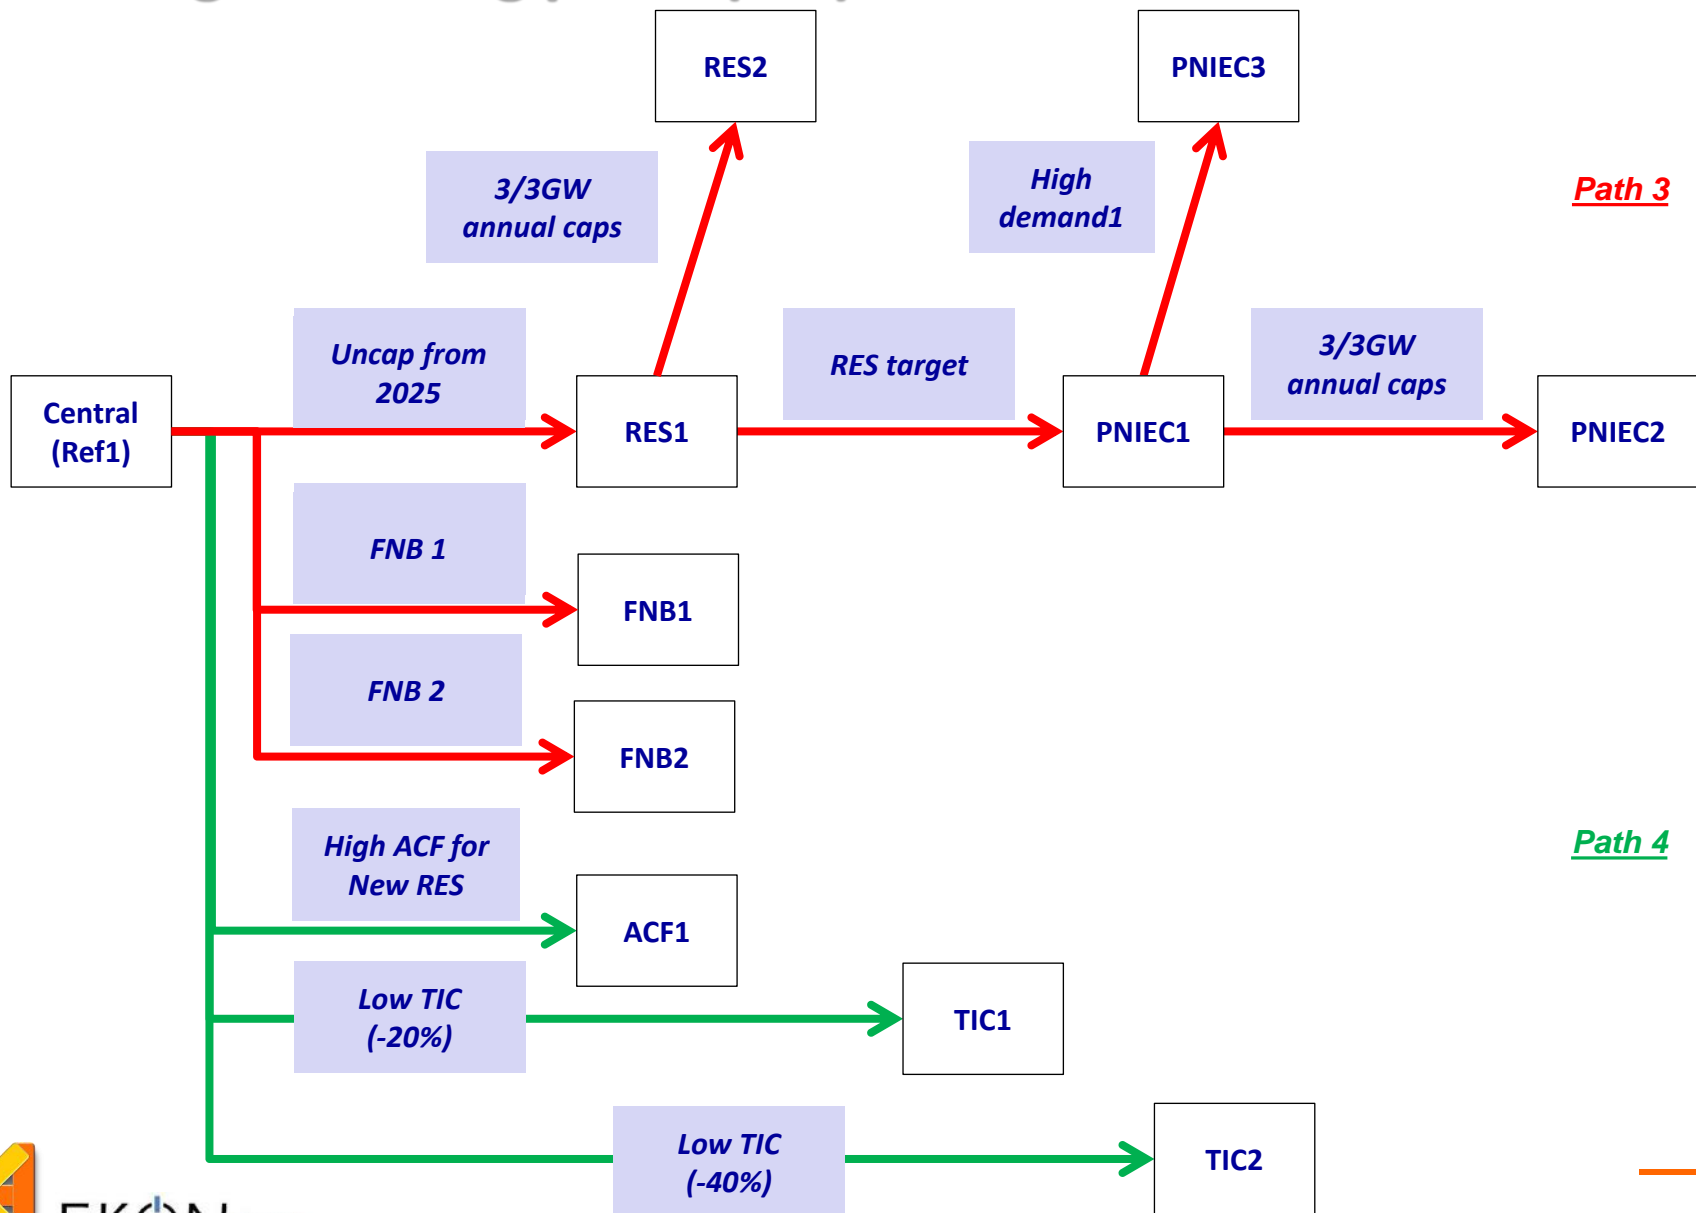 RES2
PNIEC3
3/3GW
annual caps
High
demand1
Path 3
Uncap from
2025
RES target
3/3GW
annual caps
Central
(Ref1)
RES1
PNIEC1
PNIEC2
FNB 1
FNB1
FNB 2
FNB2
High ACF for
New RES
Path 4
ACF1
Low TIC
(-20%)
TIC1
Low TIC
(-40%)
TIC2